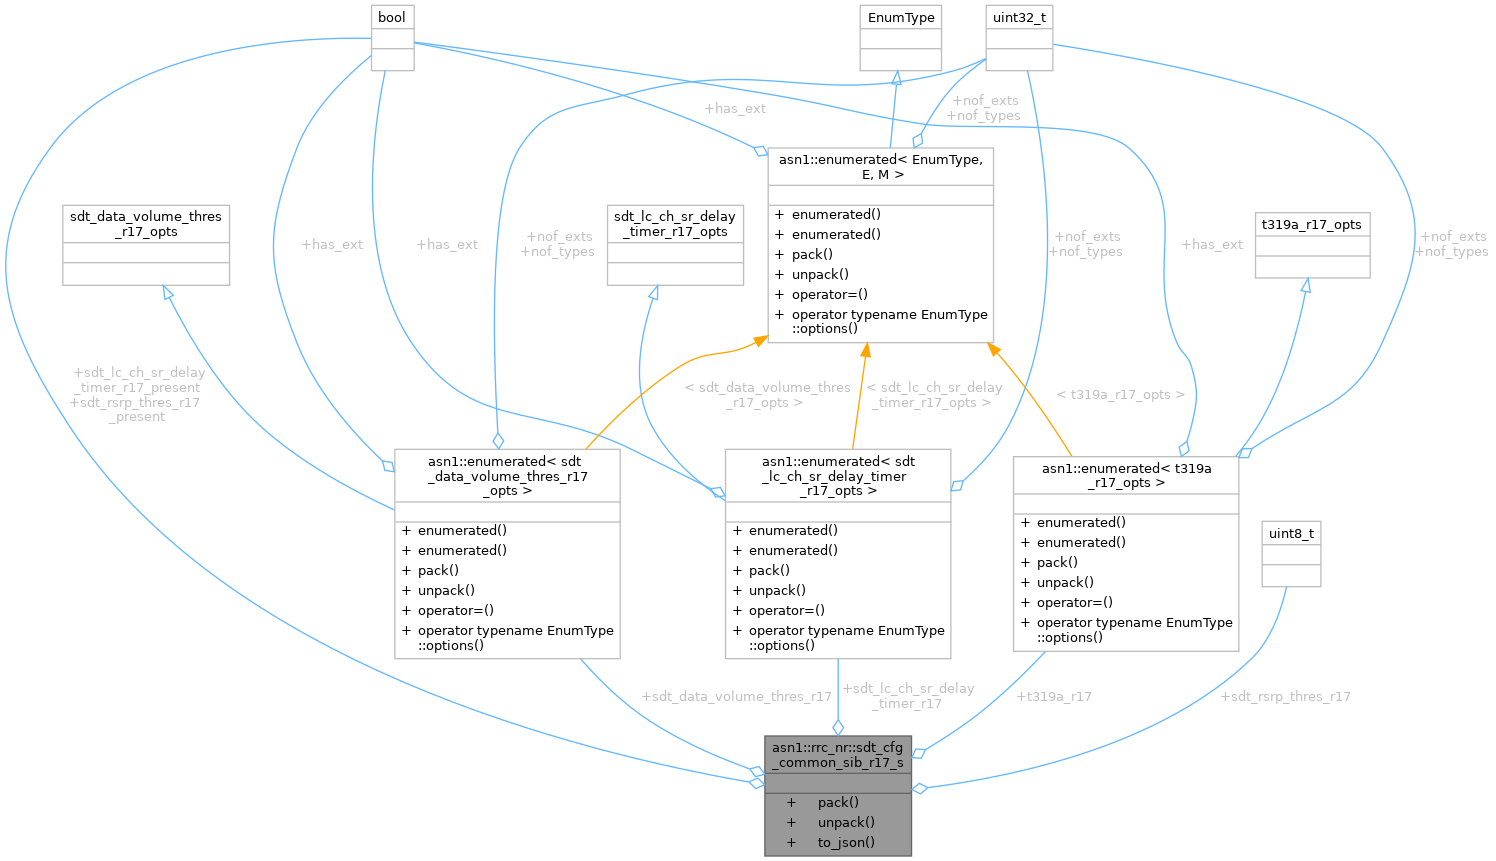 bool
EnumType
uint32_t
+has_ext
+nof_exts
+nof_types
asn1::enumerated< EnumType,
E, M >
+ enumerated()
+ enumerated()
+ pack()
+ unpack()
+ operator=()
+ operator typename EnumType
::options()
sdt_data_volume_thres
_r17_opts
sdt_lc_ch_sr_delay
_timer_r17_opts
t319a_r17_opts
+has_ext
+has_ext
+nof_exts
+nof_types
+nof_exts
+nof_types
+has_ext
+nof_exts
+nof_types
+sdt_lc_ch_sr_delay
_timer_r17_present
+sdt_rsrp_thres_r17
_present
< sdt_data_volume_thres
_r17_opts >
< sdt_lc_ch_sr_delay
_timer_r17_opts >
< t319a_r17_opts >
asn1::enumerated< sdt
_data_volume_thres_r17
_opts >
+ enumerated()
+ enumerated()
+ pack()
+ unpack()
+ operator=()
+ operator typename EnumType
::options()
asn1::enumerated< sdt
_lc_ch_sr_delay_timer
_r17_opts >
+ enumerated()
+ enumerated()
+ pack()
+ unpack()
+ operator=()
+ operator typename EnumType
::options()
asn1::enumerated< t319a
_r17_opts >
+ enumerated()
+ enumerated()
+ pack()
+ unpack()
+ operator=()
+ operator typename EnumType
::options()
uint8_t
+sdt_data_volume_thres_r17
+sdt_lc_ch_sr_delay
_timer_r17
+t319a_r17
+sdt_rsrp_thres_r17
asn1::rrc_nr::sdt_cfg
_common_sib_r17_s
+ pack()
+ unpack()
+ to_json()